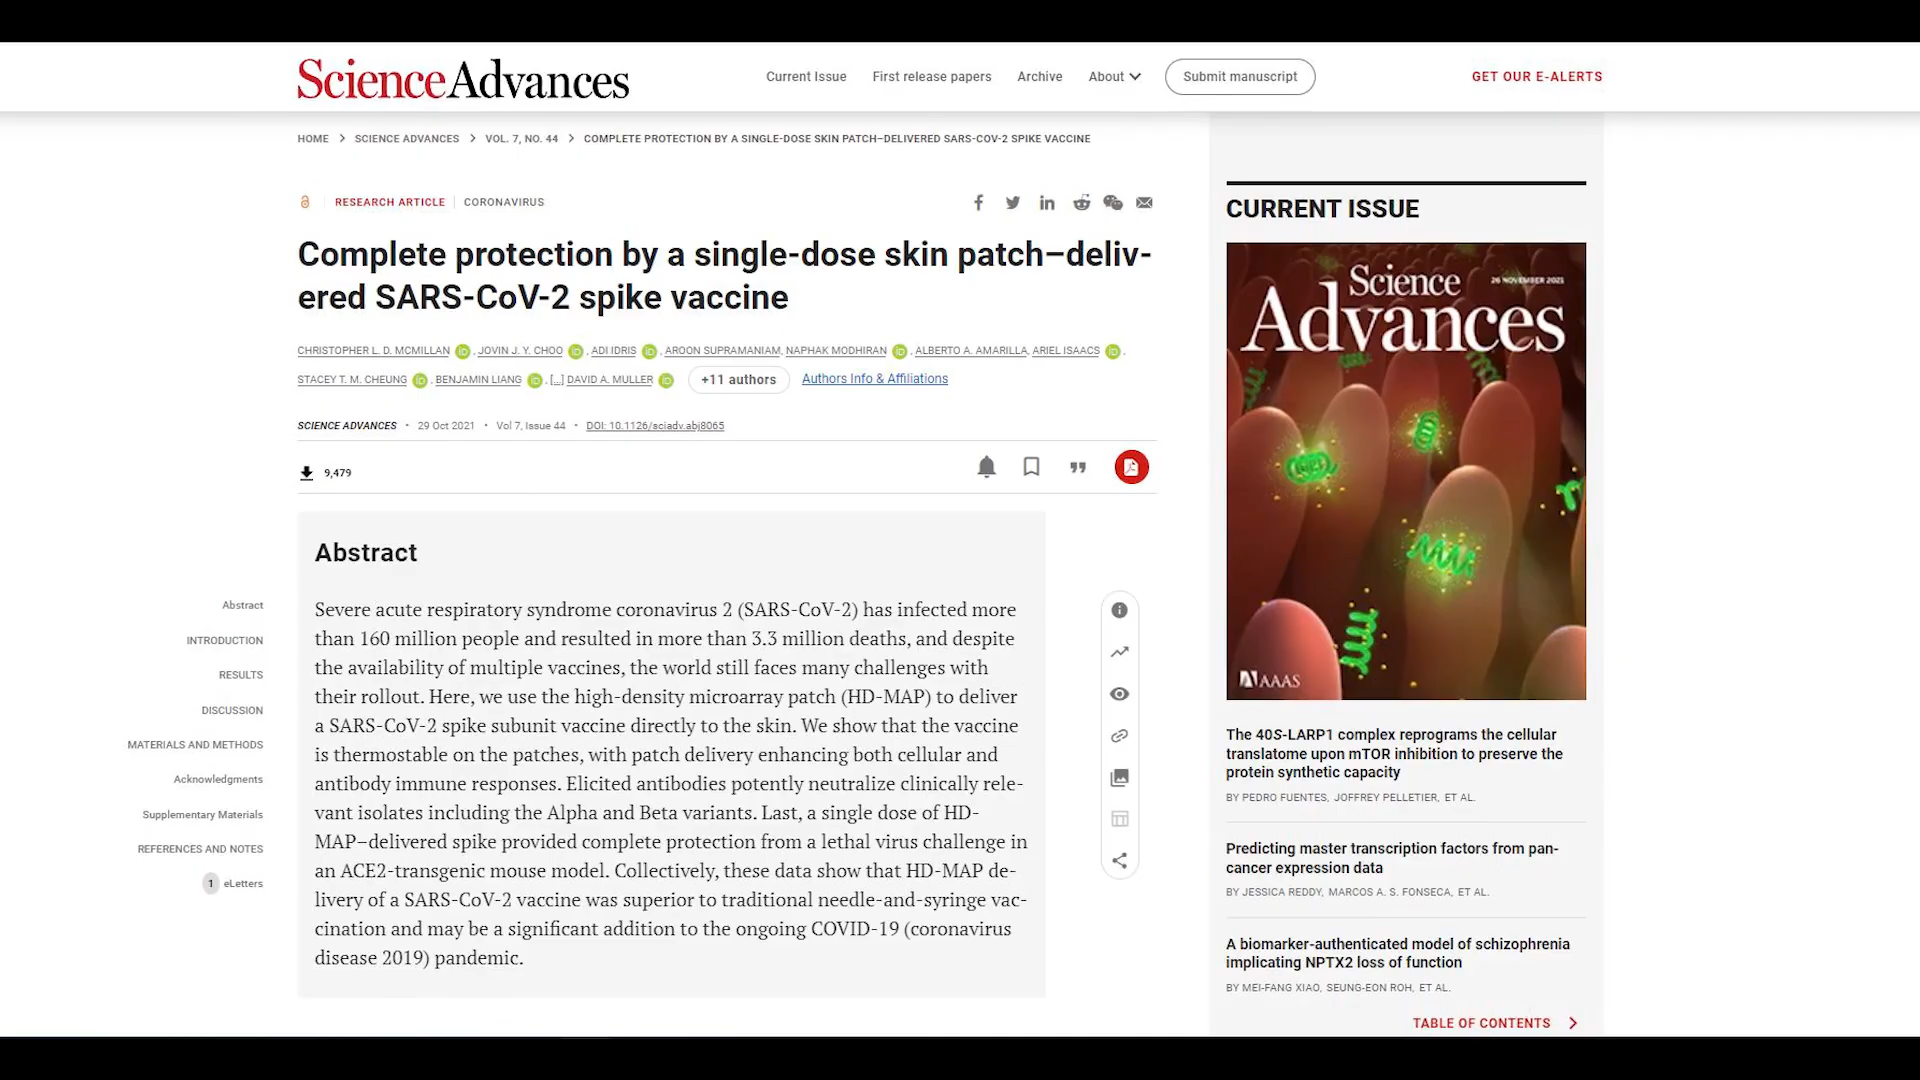 ScienceAdvances
Current Issue First release papers Archive About Submit manuscript
GET OUR E-ALERTS
HOME > SCIENCE ADVANCES > VOL. 7, NO. 44 > COMPLETE PROTECTION BY A SINGLE-DOSE SKIN PATCH–DELIVERED SARS-COV-2 SPIKE VACCINE
RESEARCH ARTICLE | CORONAVIRUS
Complete protection by a single-dose skin patch–deliv-
ered SARS-CoV-2 spike vaccine
CHRISTOPHER L. D. MCMILLAN iD, JOVIN J. Y. CHOO iD, ADI IDRIS iD, AROON SUPRAMANIAM, NAPHAK MODHIRAN iD, ALBERTO A. AMARILLA, ARIEL ISAACS iD,
STACEY T. M. CHEUNG iD, BENJAMIN LIANG iD, [...] DAVID A. MULLER iD +11 authors Authors Info & Affiliations
SCIENCE ADVANCES • 29 Oct 2021 • Vol 7, Issue 44 • DOI: 10.1126/sciadv.abj8065
9,479
Abstract
Severe acute respiratory syndrome coronavirus 2 (SARS-CoV-2) has infected more
than 160 million people and resulted in more than 3.3 million deaths, and despite
the availability of multiple vaccines, the world still faces many challenges with
their rollout. Here, we use the high-density microarray patch (HD-MAP) to deliver
a SARS-CoV-2 spike subunit vaccine directly to the skin. We show that the vaccine
is thermostable on the patches, with patch delivery enhancing both cellular and
antibody immune responses. Elicited antibodies potently neutralize clinically rele-
vant isolates including the Alpha and Beta variants. Last, a single dose of HD-
MAP–delivered spike provided complete protection from a lethal virus challenge in
an ACE2-transgenic mouse model. Collectively, these data show that HD-MAP de-
livery of a SARS-CoV-2 vaccine was superior to traditional needle-and-syringe vac-
cination and may be a significant addition to the ongoing COVID-19 (coronavirus
disease 2019) pandemic.
Abstract
INTRODUCTION
RESULTS
DISCUSSION
MATERIALS AND METHODS
Acknowledgments
Supplementary Materials
REFERENCES AND NOTES
1 eLetters
CURRENT ISSUE
Science
26 NOVEMBER 2021
Advances
AAAS
The 40S-LARP1 complex reprograms the cellular
translatome upon mTOR inhibition to preserve the
protein synthetic capacity
BY PEDRO FUENTES, JOFFREY PELLETIER, ET AL.
Predicting master transcription factors from pan-
cancer expression data
BY JESSICA REDDY, MARCOS A. S. FONSECA, ET AL.
A biomarker-authenticated model of schizophrenia
implicating NPTX2 loss of function
BY MEI-FANG XIAO, SEUNG-EON ROH, ET AL.
TABLE OF CONTENTS >